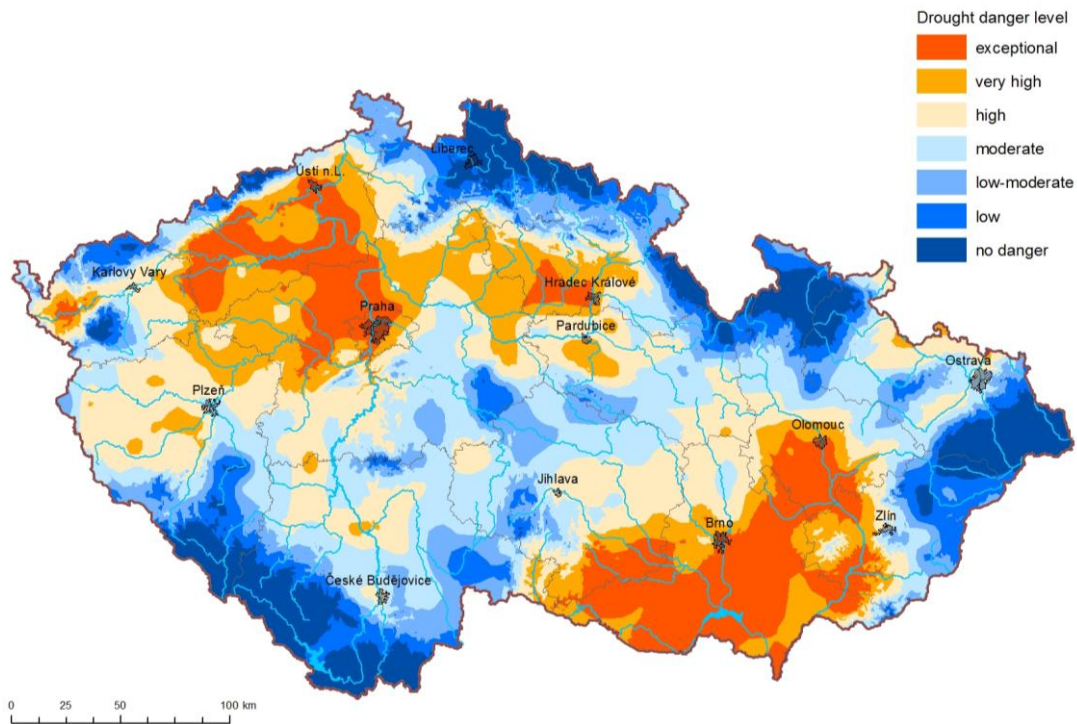 Drought danger level
exceptional
very high
high
moderate
low-moderate
low
no danger
Liberec
Ústí n.L.
Karlovy Vary
Hradec Králové
Praha
Pardubice
Ostrava
Plzeň
Olomouc
Jihlava
Brno
Zlín
České Budějovice
0 25 50 100 km